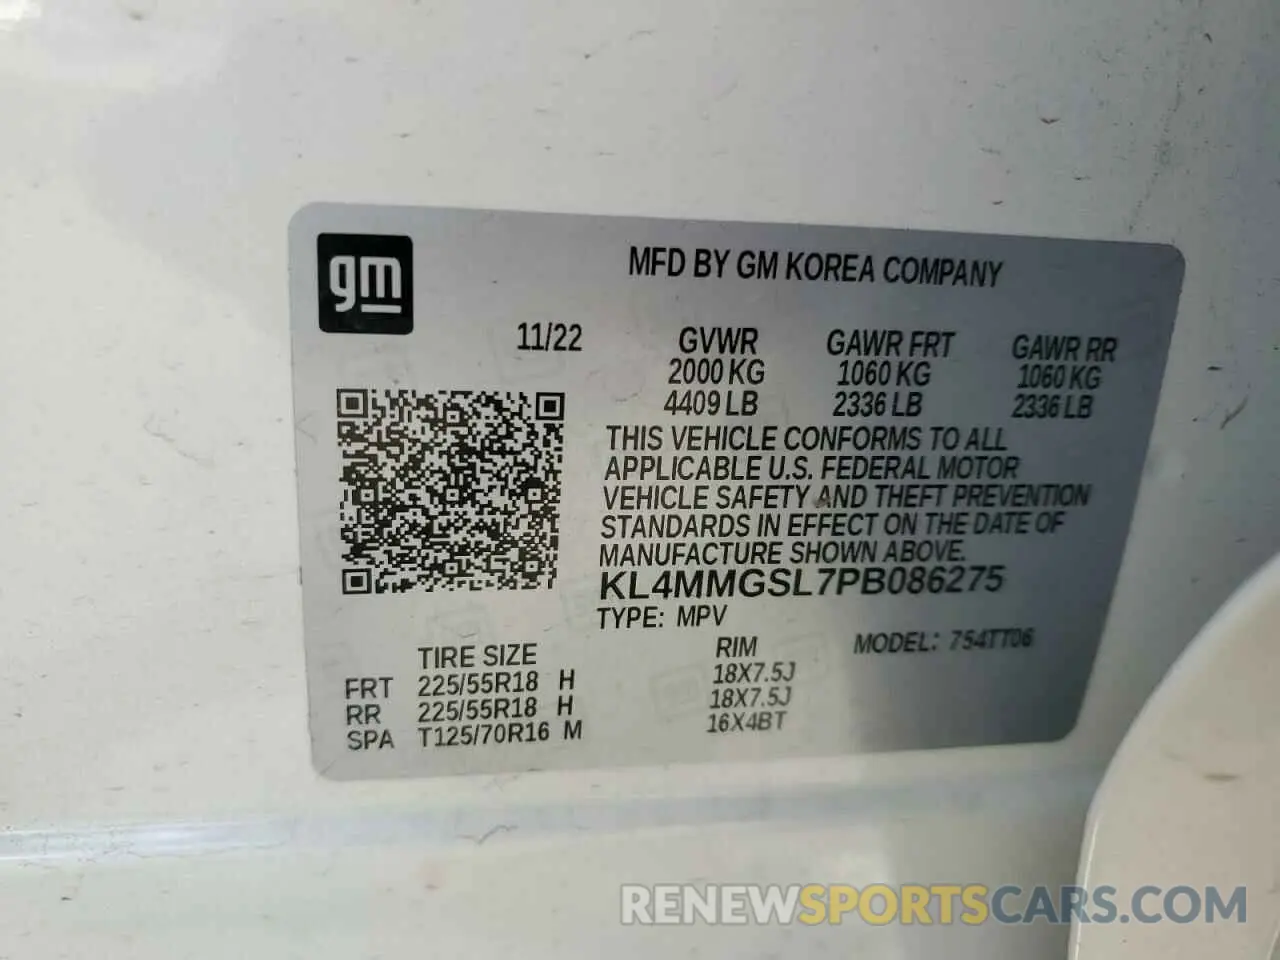 gm
MFD BY GM KOREA COMPANY
11/22 GVWR GAWR FRT GAWR RR
2000 KG 1060 KG 1060 KG
4409 LB 2336 LB 2336 LB
THIS VEHICLE CONFORMS TO ALL
APPLICABLE U.S. FEDERAL MOTOR
VEHICLE SAFETY AND THEFT PREVENTION
STANDARDS IN EFFECT ON THE DATE OF
MANUFACTURE SHOWN ABOVE.
KL4MMGSL7PB086275
TYPE: MPV
MODEL: 754TT06
TIRE SIZE RIM
FRT 225/55R18 H 18X7.5J
RR 225/55R18 H 18X7.5J
SPA T125/70R16 M 16X4BT
RENEWSPORTSCARS.COM